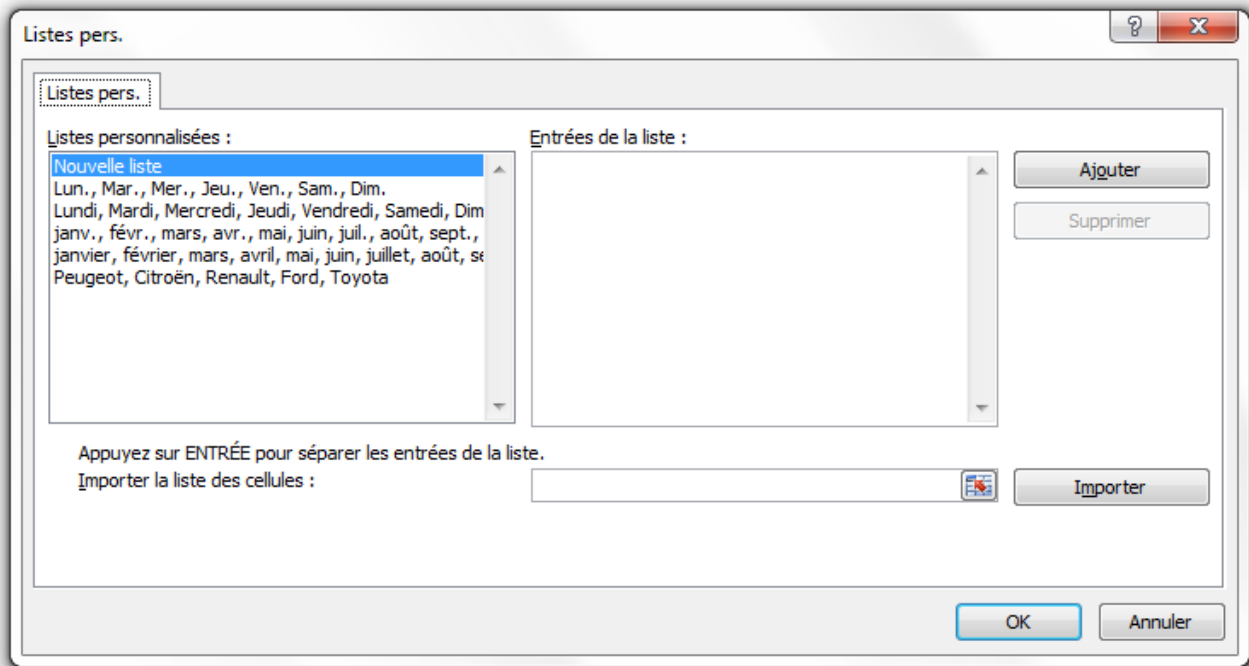 Listes pers.
Listes pers.
Listes personnalisées :
Entrées de la liste :
Nouvelle liste
Lun., Mar., Mer., Jeu., Ven., Sam., Dim.
Lundi, Mardi, Mercredi, Jeudi, Vendredi, Samedi, Dim
janv., févr., mars, avr., mai, juin, juil., août, sept.,
janvier, février, mars, avril, mai, juin, juillet, août, se
Peugeot, Citroën, Renault, Ford, Toyota
Ajouter
Supprimer
Appuyez sur ENTRÉE pour séparer les entrées de la liste.
Importer la liste des cellules :
Importer
OK
Annuler